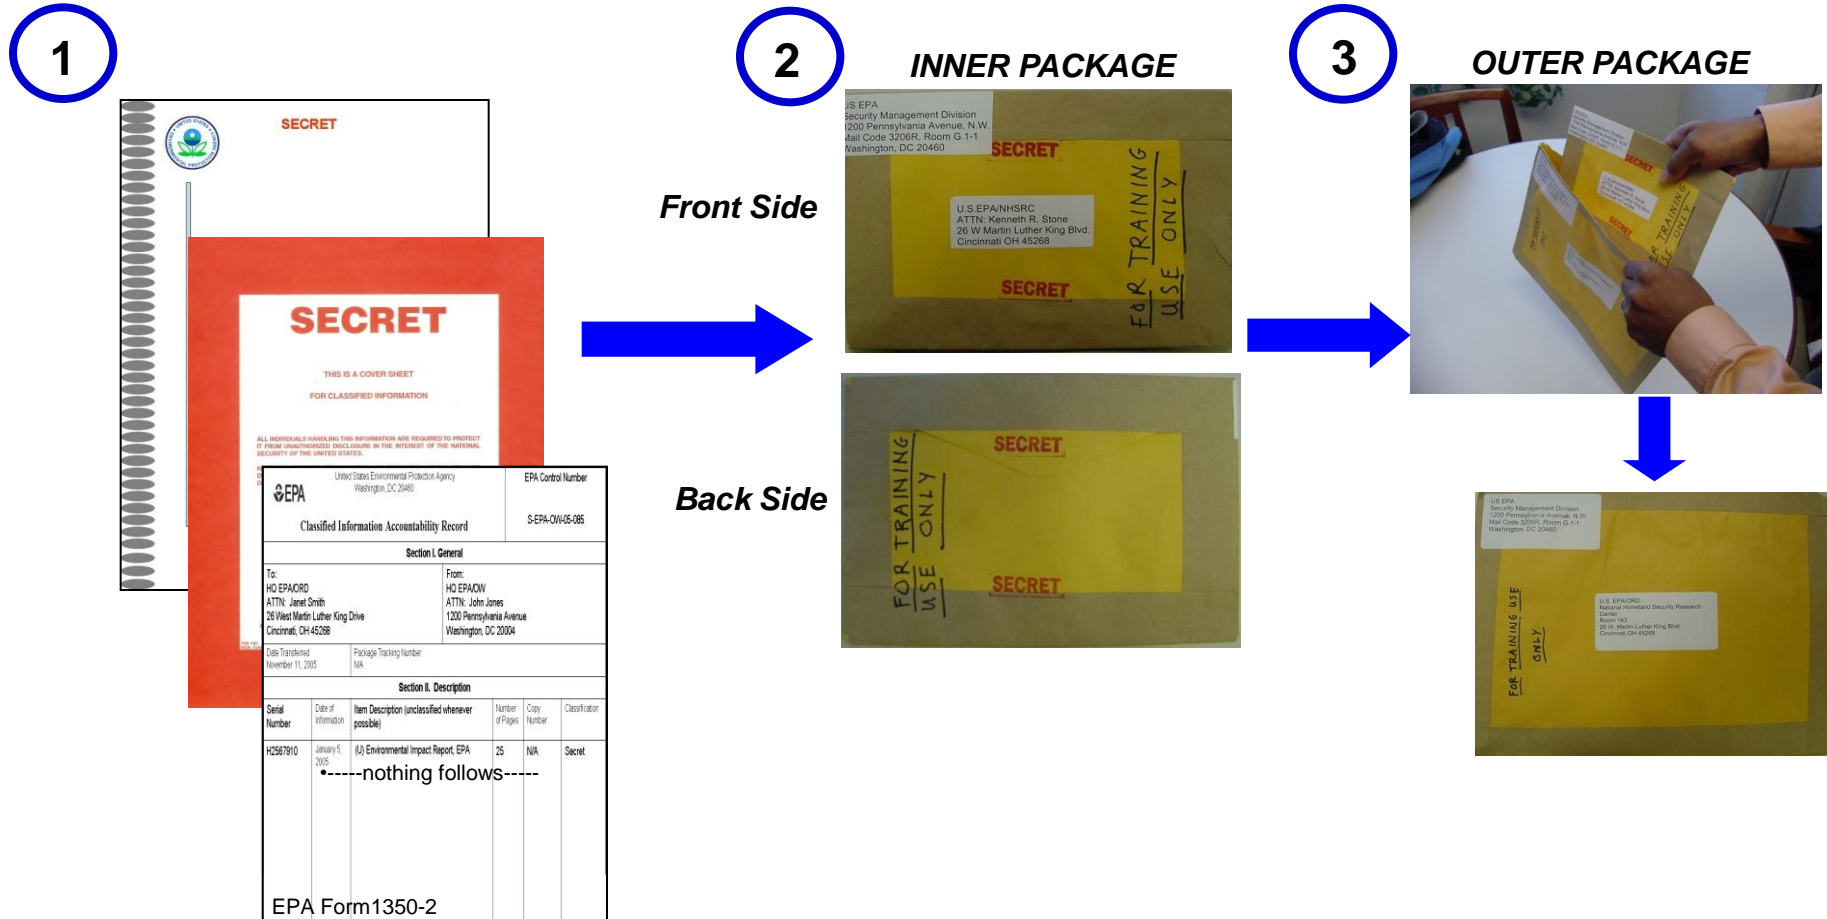 1
SECRET
SECRET
THIS IS A COVER SHEET
FOR CLASSIFIED INFORMATION
ALL INDIVIDUALS HANDLING THIS INFORMATION ARE REQUIRED TO PROTECT
IT FROM UNAUTHORIZED DISCLOSURE IN THE INTEREST OF THE NATIONAL
SECURITY OF THE UNITED STATES.
EPA
United States Environmental Protection Agency
Washington, DC 20460
Classified Information Accountability Record
EPA Control Number
S-EPA-OW-05-085
Section I. General
To:
HQ EPA/ORD
ATTN: Janet Smith
26 West Martin Luther King Drive
Cincinnati, OH 45268
From:
HQ EPA/OW
ATTN: John Jones
1200 Pennsylvania Avenue
Washington, DC 20004
Date Transferred
November 11, 2005
Package Tracking Number
N/A
Section II. Description
Serial
Number
Date of
Information
Item Description (unclassified whenever
possible)
Number
of Pages
Copy
Number
Classification
H2567910
January 5,
2005
(U) Environmental Impact Report, EPA
25
N/A
Secret
•-----nothing follows-----
EPA Form1350-2
2
INNER PACKAGE
Front Side
US EPA
Security Management Division
1200 Pennsylvania Avenue, N.W.
Mail Code 3206R, Room G.1-1
Washington, DC 20460
SECRET
U.S.EPA/NHSRC
ATTN: Kenneth R. Stone
26 W Martin Luther King Blvd.
Cincinnati OH 45268
SECRET
FOR TRAINING
USE ONLY
Back Side
SECRET
FOR TRAINING
USE ONLY
SECRET
3
OUTER PACKAGE
SECRET
SECRET
FOR TRAINING
USE ONLY
US EPA
Security Management Division
1200 Pennsylvania Avenue, N.W.
Mail Code 3206R, Room G.1-1
Washington, DC 20460
FOR TRAINING USE
ONLY
U.S. EPA/ORD
National Homeland Security Research
Center
Room 163
26 W. Martin Luther King Blvd.
Cincinnati OH 45268